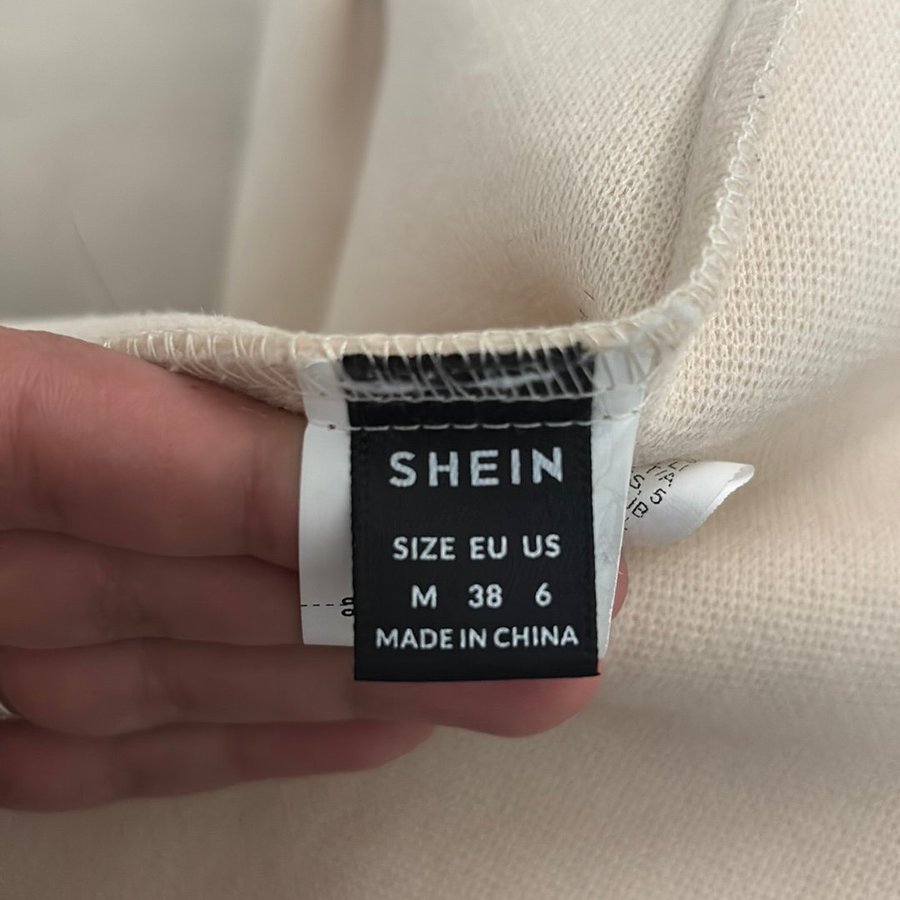 SHEIN
SIZE EU US
M 38 6
MADE IN CHINA